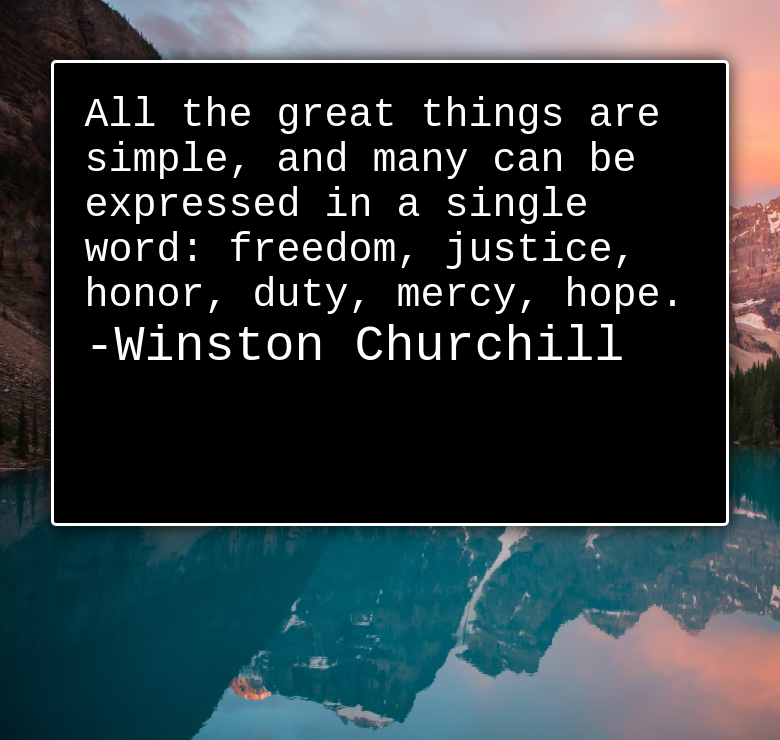 All the great things are
simple, and many can be
expressed in a single
word: freedom, justice,
honor, duty, mercy, hope.
-Winston Churchill